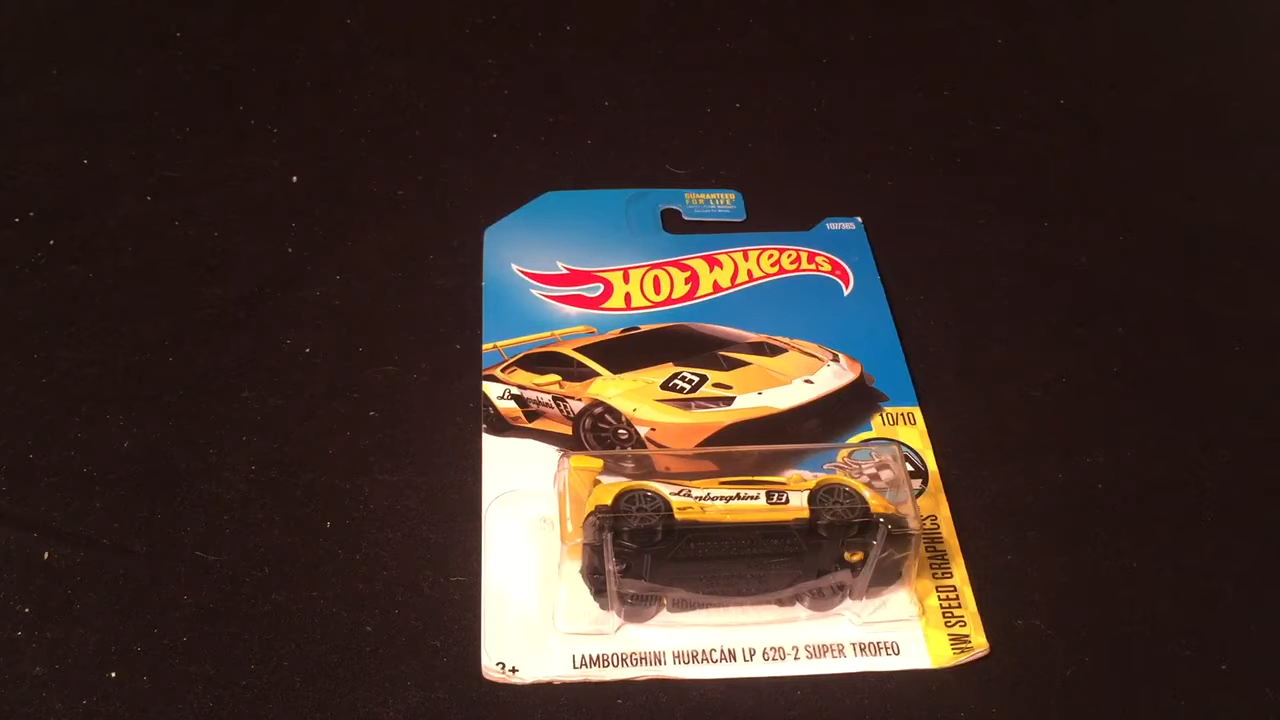 GUARANTEED
FOR LIFE
107/365
HOT WHEELS
33
Lamborghini 33
10/10
Lamborghini 33
HW SPEED GRAPHICS
LAMBORGHINI HURACÁN LP 620-2 SUPER TROFEO
3+